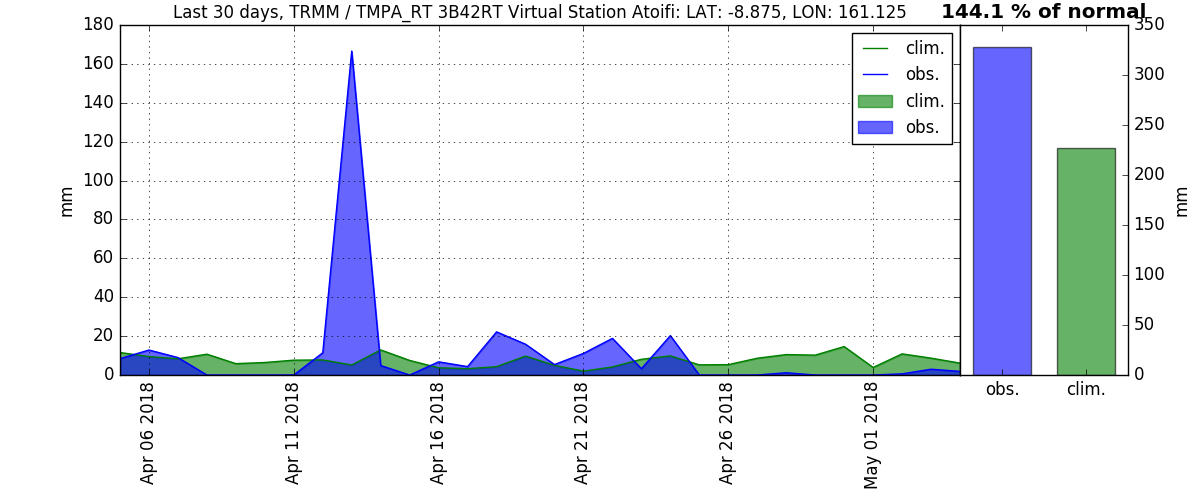 Last 30 days, TRMM / TMPA_RT 3B42RT Virtual Station Atoifi: LAT: -8.875, LON: 161.125
144.1 % of normal
180
160
140
120
100
80
60
40
20
0
mm
clim.
obs.
clim.
obs.
Apr 06 2018
Apr 11 2018
Apr 16 2018
Apr 21 2018
Apr 26 2018
May 01 2018
350
300
250
200
150
100
50
0
mm
obs.
clim.